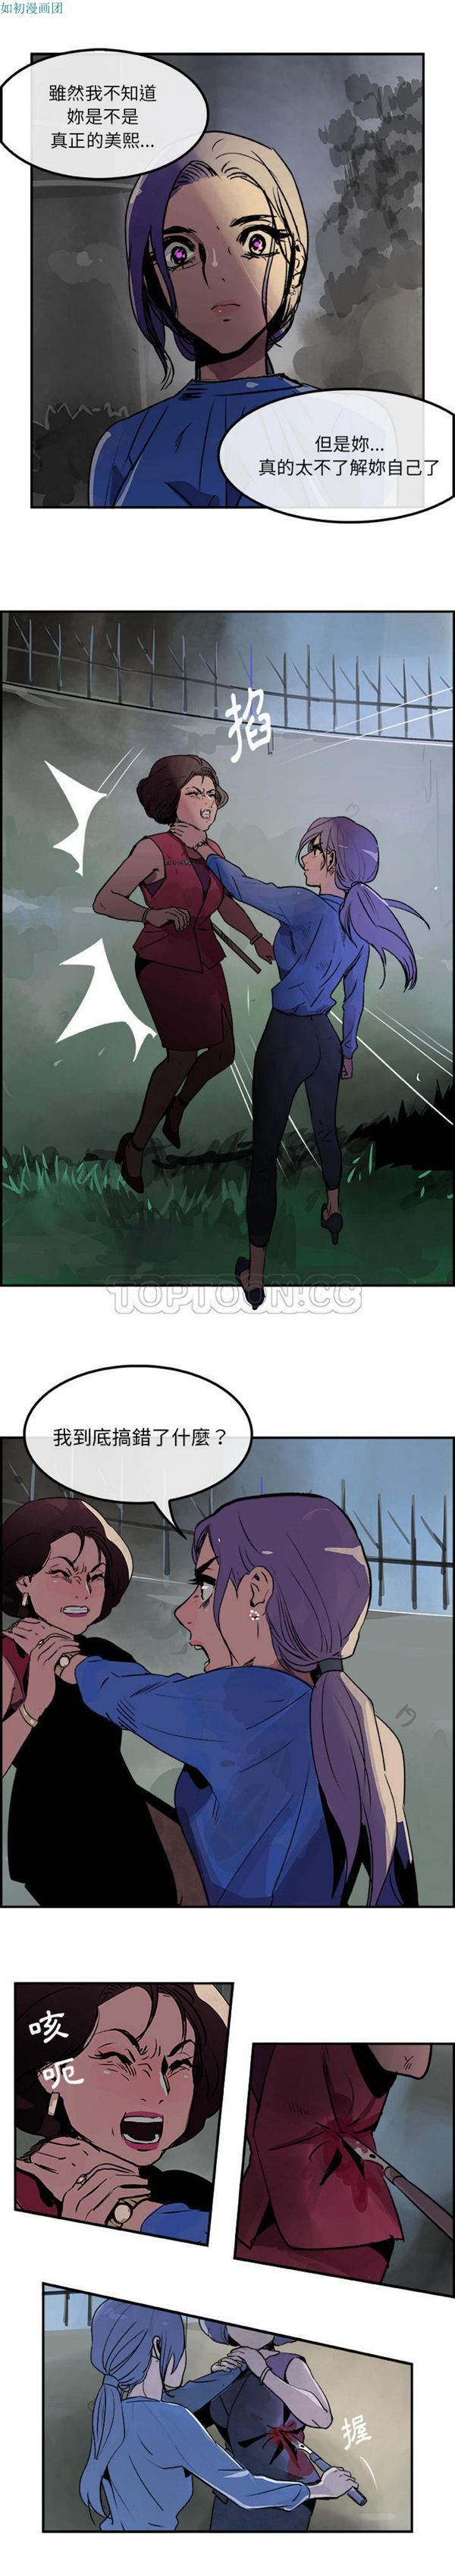 如初漫画团
雖然我不知道
妳是不是
真正的美熙...
但是妳...
真的太不了解妳自己了
掐
TOPTOON.CC
我到底搞錯了什麼？
咳
呃
握